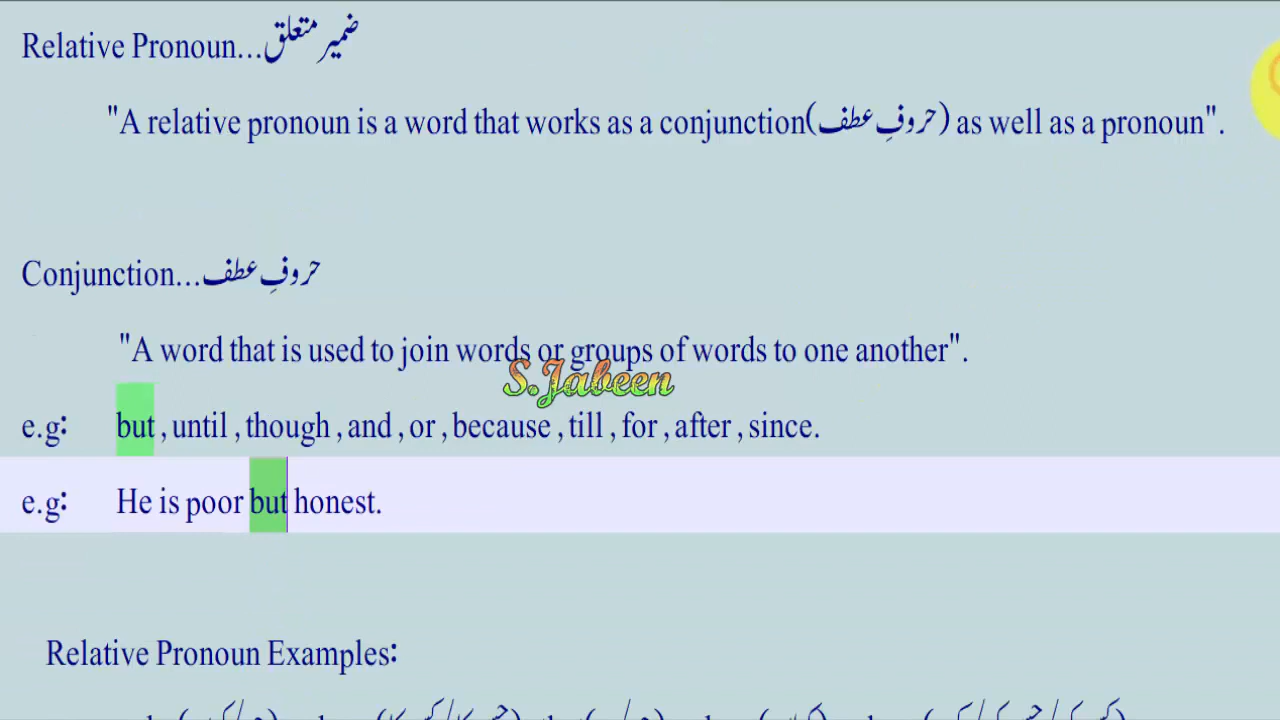 Relative Pronoun...ضمیر متعلق
"A relative pronoun is a word that works as a conjunction(حروفِ عطف) as well as a pronoun".
Conjunction...حروفِ عطف
"A word that is used to join words or groups of words to one another".
S.Jabeen
e.g: but , until , though , and , or , because , till , for , after , since.
e.g: He is poor but honest.
Relative Pronoun Examples: